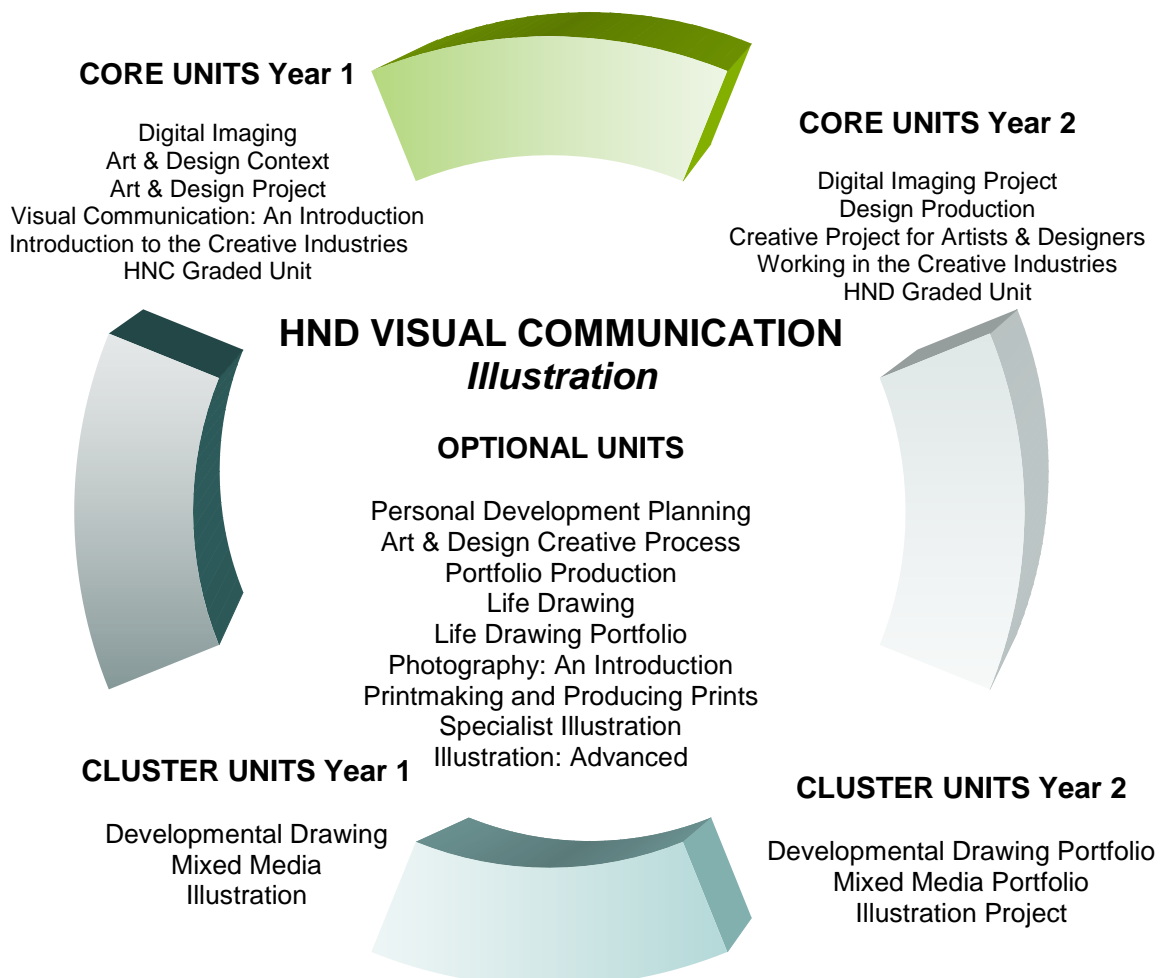 CORE UNITS Year 1
Digital Imaging
Art & Design Context
Art & Design Project
Visual Communication: An Introduction
Introduction to the Creative Industries
HNC Graded Unit
CORE UNITS Year 2
Digital Imaging Project
Design Production
Creative Project for Artists & Designers
Working in the Creative Industries
HND Graded Unit
HND VISUAL COMMUNICATION
Illustration
OPTIONAL UNITS
Personal Development Planning
Art & Design Creative Process
Portfolio Production
Life Drawing
Life Drawing Portfolio
Photography: An Introduction
Printmaking and Producing Prints
Specialist Illustration
Illustration: Advanced
CLUSTER UNITS Year 1
Developmental Drawing
Mixed Media
Illustration
CLUSTER UNITS Year 2
Developmental Drawing Portfolio
Mixed Media Portfolio
Illustration Project